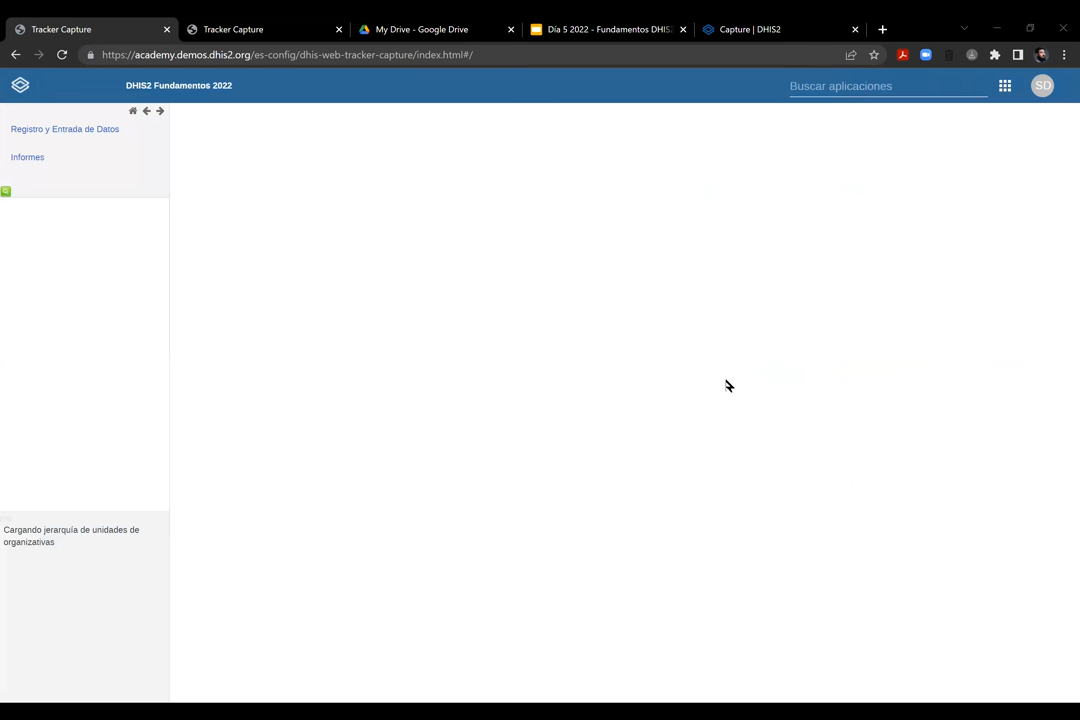 Tracker Capture
Tracker Capture
My Drive - Google Drive
Día 5 2022 - Fundamentos DHIS2
Capture | DHIS2
https://academy.demos.dhis2.org/es-config/dhis-web-tracker-capture/index.html#/
DHIS2 Fundamentos 2022
Buscar aplicaciones
SD
Registro y Entrada de Datos
Informes
Cargando jerarquía de unidades de
organizativas